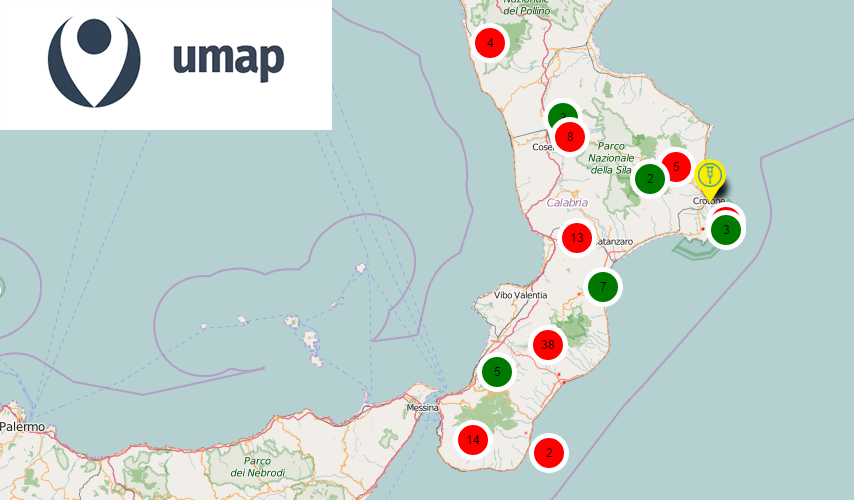 Nazionale
del Pollino
umap
4
8
Parco
Nazionale
della Sila
5
2
Crotone
Calabria
3
13
Catanzaro
7
Vibo Valentia
38
5
Messina
Palermo
14
2
Parco
dei Nebrodi